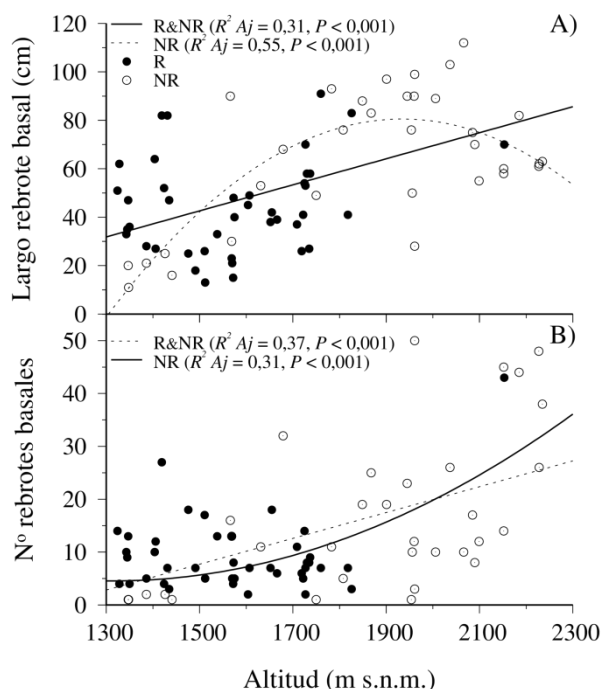 R&NR (R² Aj = 0,31, P < 0,001)
NR (R² Aj = 0,55, P < 0,001)
R
NR
A)
Largo rebrote basal (cm)
120
100
80
60
40
20
0
R&NR (R² Aj = 0,37, P < 0,001)
NR (R² Aj = 0,31, P < 0,001)
B)
Nº rebrotes basales
50
40
30
20
10
0
1300 1500 1700 1900 2100 2300
Altitud (m s.n.m.)